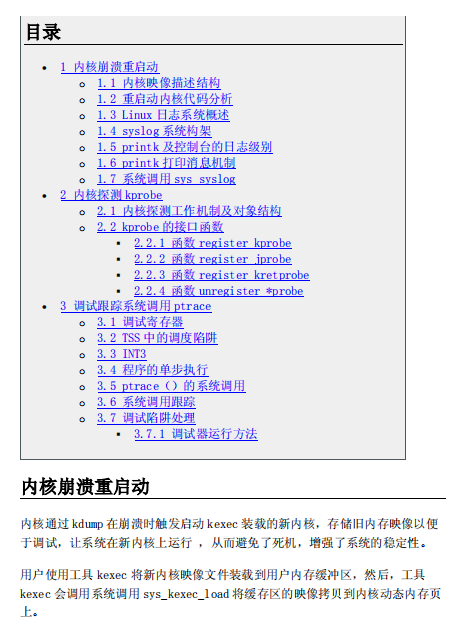 目录
• 1 内核崩溃重启动
o 1.1 内核映像描述结构
o 1.2 重启动内核代码分析
o 1.3 Linux 日志系统概述
o 1.4 syslog 系统构架
o 1.5 printk 及控制台的日志级别
o 1.6 printk 打印消息机制
o 1.7 系统调用 sys_syslog
• 2 内核探测 kprobe
o 2.1 内核探测工作机制及对象结构
o 2.2 kprobe 的接口函数
▪ 2.2.1 函数 register_kprobe
▪ 2.2.2 函数 register_jprobe
▪ 2.2.3 函数 register_kretprobe
▪ 2.2.4 函数 unregister_*probe
• 3 调试跟踪系统调用 ptrace
o 3.1 调试寄存器
o 3.2 TSS 中的调度陷阱
o 3.3 INT3
o 3.4 程序的单步执行
o 3.5 ptrace（）的系统调用
o 3.6 系统调用跟踪
o 3.7 调试陷阱处理
▪ 3.7.1 调试器运行方法
内核崩溃重启动
内核通过 kdump 在崩溃时触发启动 kexec 装载的新内核，存储旧内存映像以便
于调试，让系统在新内核上运行 ，从而避免了死机，增强了系统的稳定性。
用户使用工具 kexec 将新内核映像文件装载到用户内存缓冲区，然后，工具
kexec 会调用系统调用 sys_kexec_load 将缓存区的映像拷贝到内核动态内存页
上。